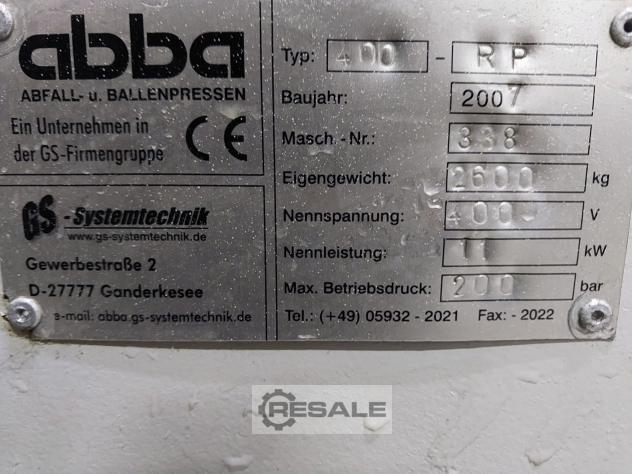 abba
ABFALL- u. BALLENPRESSEN
Ein Unternehmen in
der GS-Firmengruppe
CE
GS -Systemtechnik
www.gs-systemtechnik.de
Gewerbestraße 2
D-27777 Ganderkesee
e-mail: abba.gs-systemtechnik.de
Typ: 400 - RP
Baujahr: 2007
Masch.-Nr.: 338
Eigengewicht: 2600 kg
Nennspannung: 400 V
Nennleistung: 11 kW
Max. Betriebsdruck: 200 bar
Tel.: (+49) 05932 - 2021 Fax: - 2022
RESALE